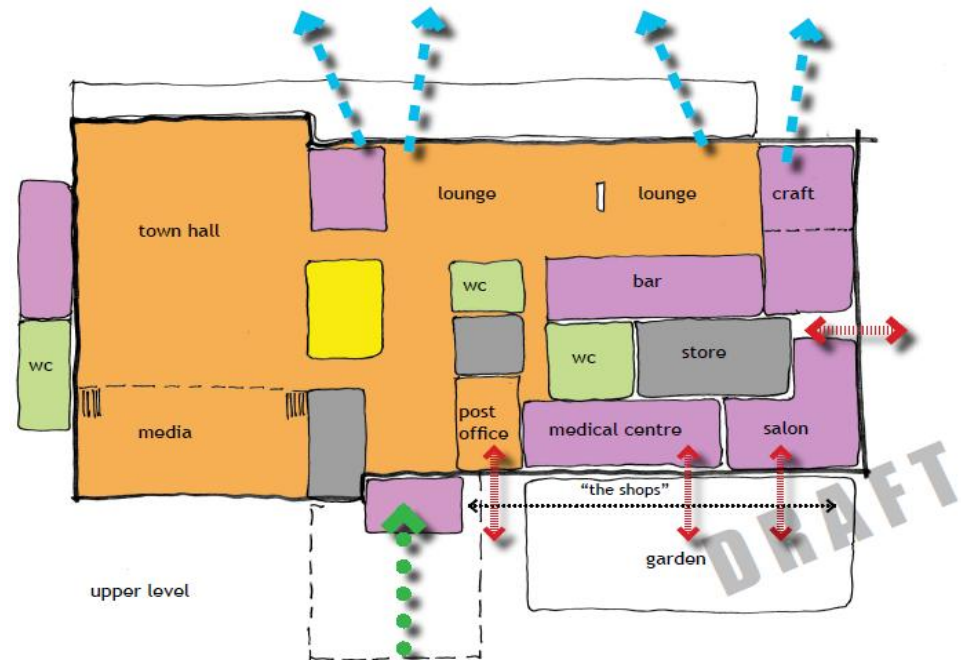 lounge
lounge
craft
town hall
wc
bar
wc
store
wc
media
post
office
medical centre
salon
"the shops"
garden
DRAFT
upper level